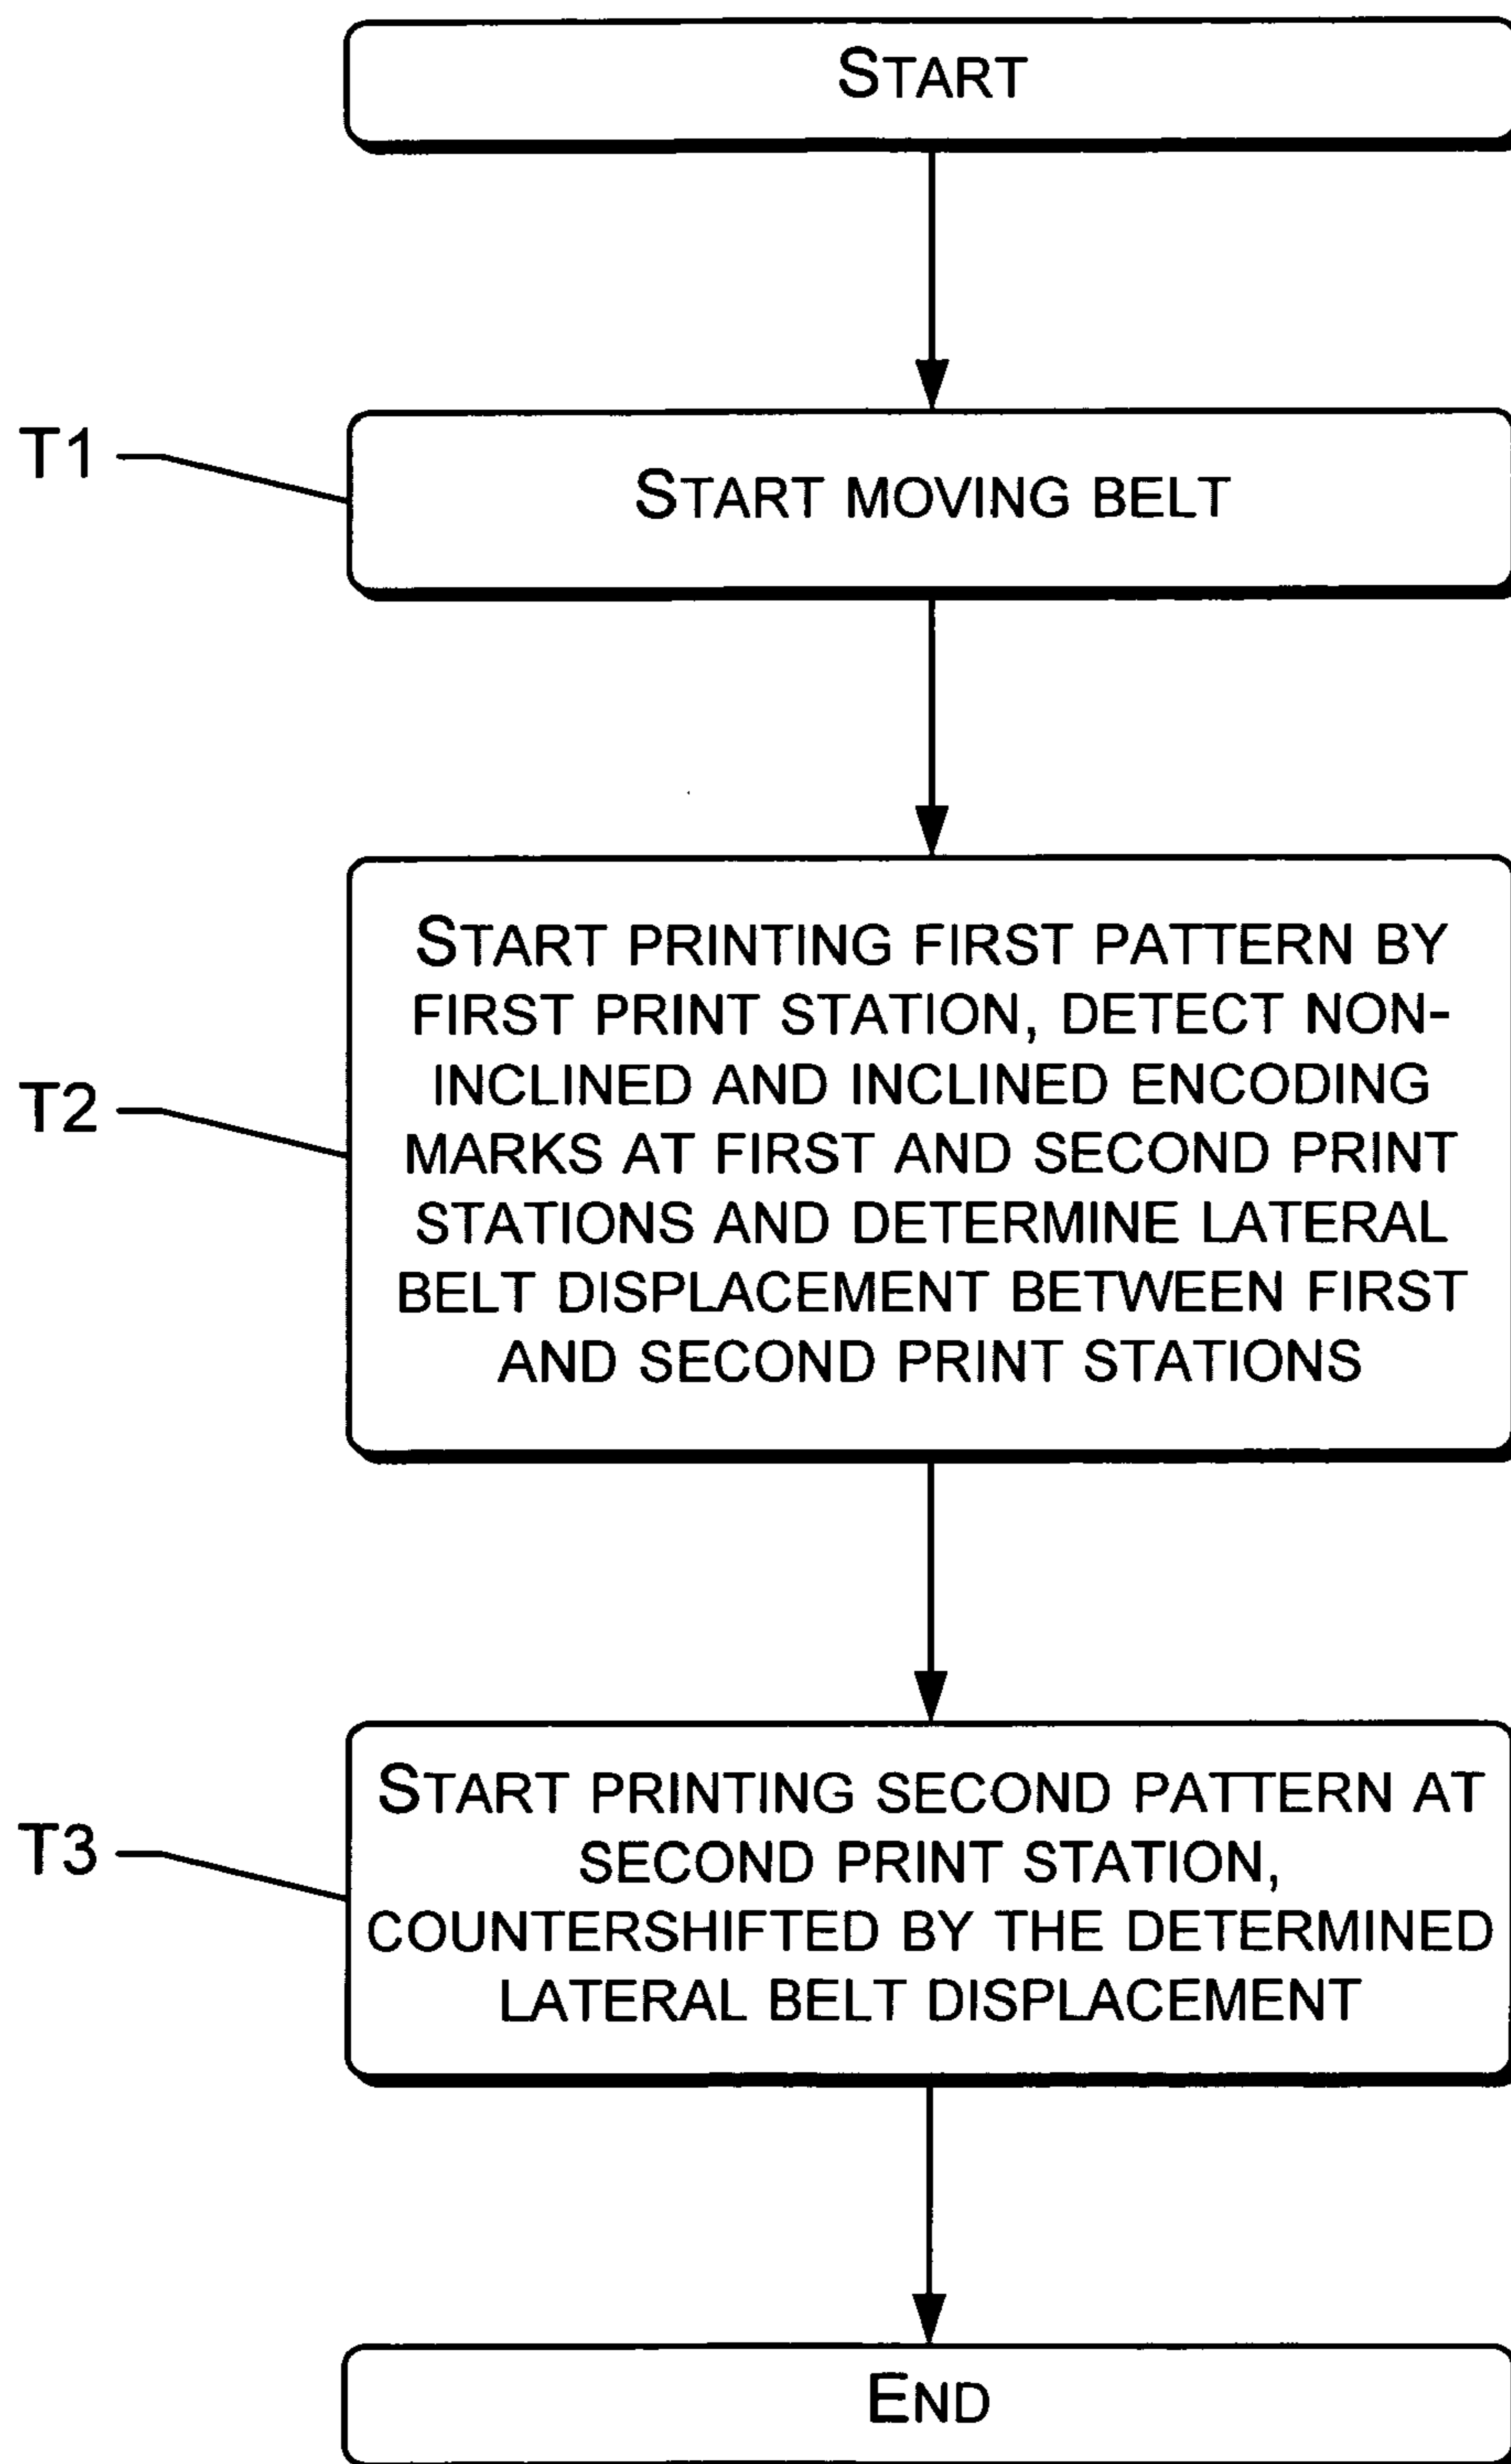 START
T1
START MOVING BELT
START PRINTING FIRST PATTERN BY
FIRST PRINT STATION, DETECT NON-
INCLINED AND INCLINED ENCODING
T2
MARKS AT FIRST AND SECOND PRINT
STATIONS AND DETERMINE LATERAL
BELT DISPLACEMENT BETWEEN FIRST
AND SECOND PRINT STATIONS
START PRINTING SECOND PATTERN AT
T3
SECOND PRINT STATION,
COUNTERSHIFTED BY THE DETERMINED
LATERAL BELT DISPLACEMENT
END